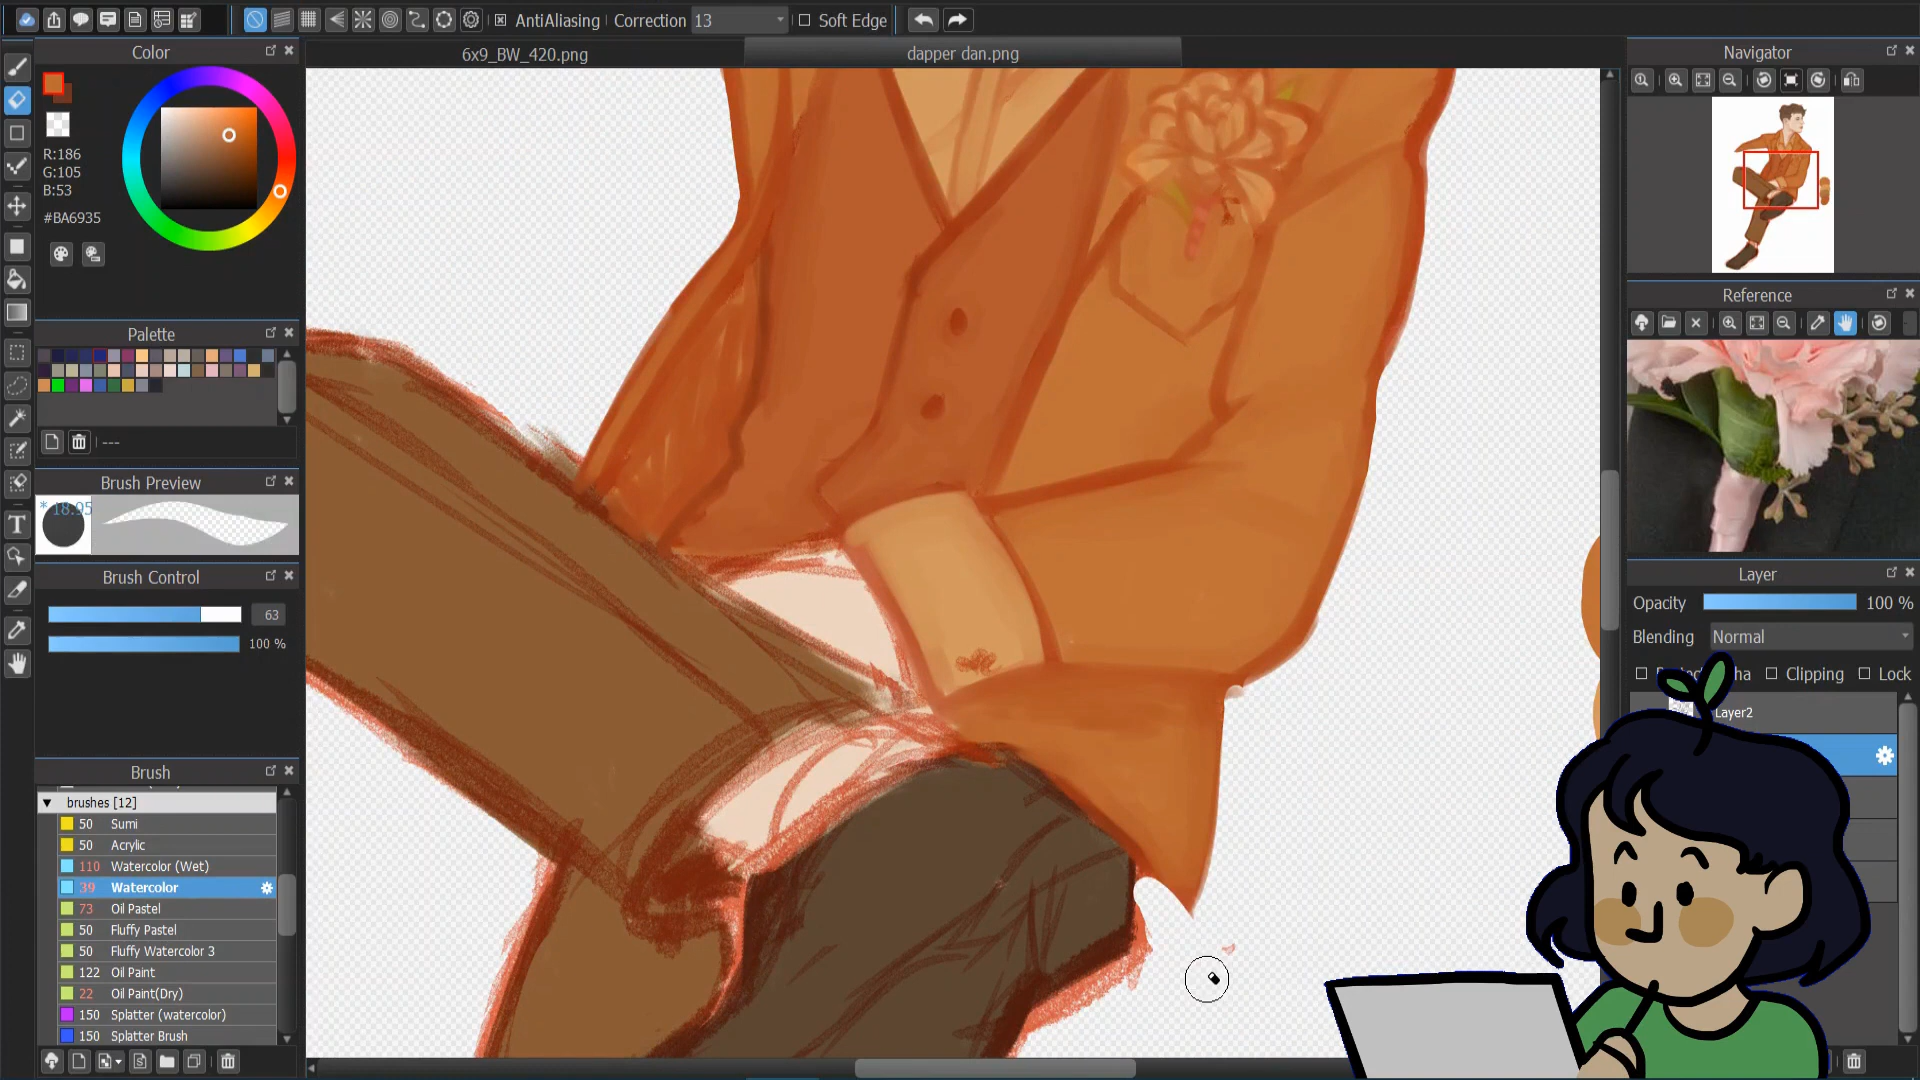 AntiAliasing Correction 13 Soft Edge
6x9_BW_420.png dapper dan.png
Color
R:186
G:105
B:53
#BA6935
Palette
---
Brush Preview
* 18.95
Brush Control
63
100 %
Brush
brushes [12]
50 Sumi
50 Acrylic
110 Watercolor (Wet)
39 Watercolor
73 Oil Pastel
50 Fluffy Pastel
50 Fluffy Watercolor 3
122 Oil Paint
22 Oil Paint(Dry)
150 Splatter (watercolor)
150 Splatter Brush
T
Navigator
Reference
Layer
Opacity 100 %
Blending Normal
Clipping Lock
Layer2